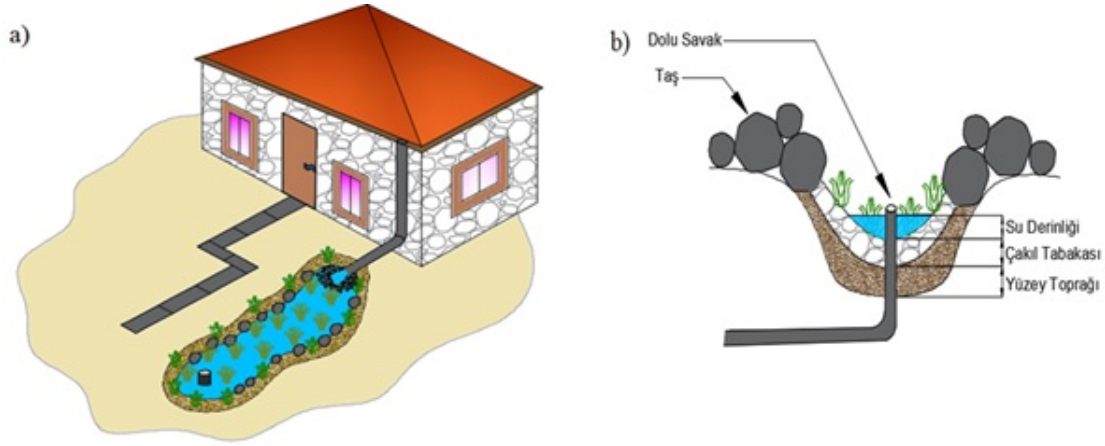 a)
b)
Dolu Savak
Taş
Su Derinliği
Çakıl Tabakası
Yüzey Toprağı